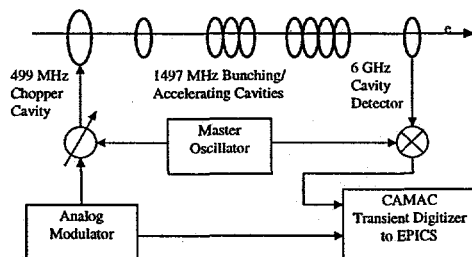 e
499 MHz
Chopper
Cavity
1497 MHz Bunching/
Accelerating Cavities
6 GHz
Cavity
Detector
Master
Oscillator
Analog
Modulator
CAMAC
Transient Digitizer
to EPICS